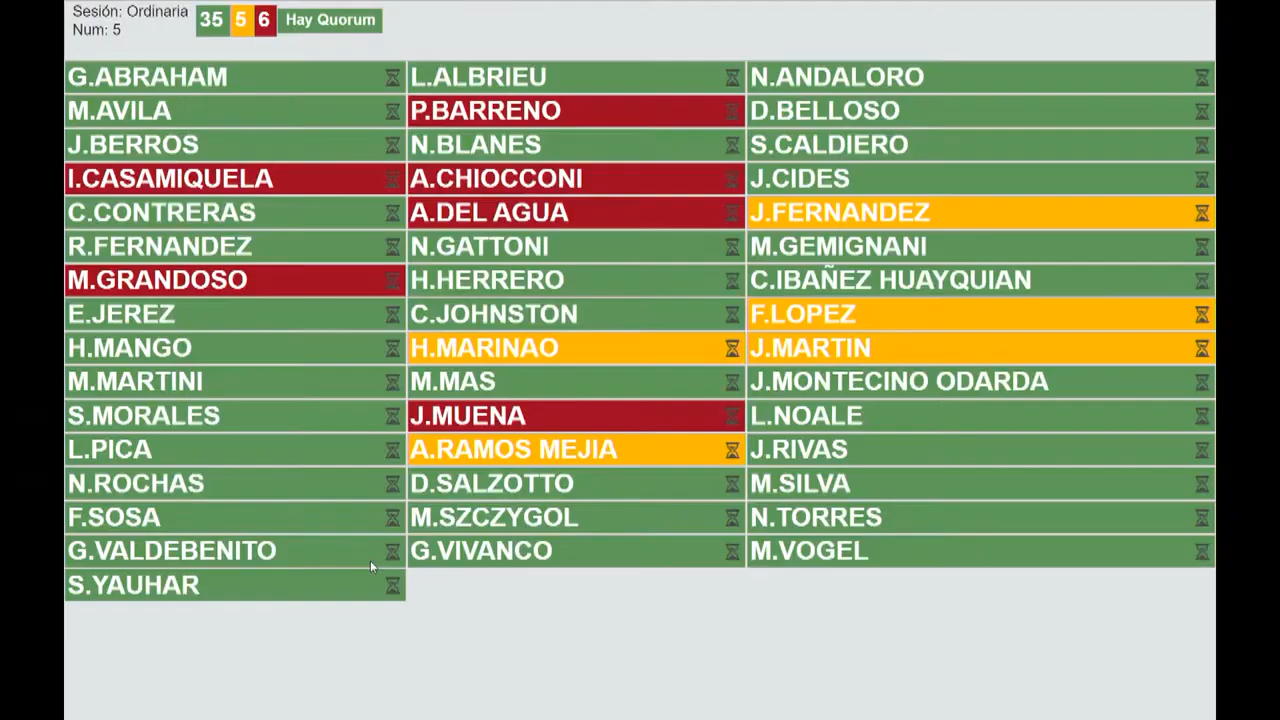 Sesión: Ordinaria
Num: 5
35 5 6 Hay Quorum
G.ABRAHAM L.ALBRIEU N.ANDALORO
M.AVILA P.BARRENO D.BELLOSO
J.BERROS N.BLANES S.CALDIERO
I.CASAMIQUELA A.CHIOCCONI J.CIDES
C.CONTRERAS A.DEL AGUA J.FERNANDEZ
R.FERNANDEZ N.GATTONI M.GEMIGNANI
M.GRANDOSO H.HERRERO C.IBAÑEZ HUAYQUIAN
E.JEREZ C.JOHNSTON F.LOPEZ
H.MANGO H.MARINAO J.MARTIN
M.MARTINI M.MAS J.MONTECINO ODARDA
S.MORALES J.MUENA L.NOALE
L.PICA A.RAMOS MEJIA J.RIVAS
N.ROCHAS D.SALZOTTO M.SILVA
F.SOSA M.SZCZYGOL N.TORRES
G.VALDEBENITO G.VIVANCO M.VOGEL
S.YAUHAR